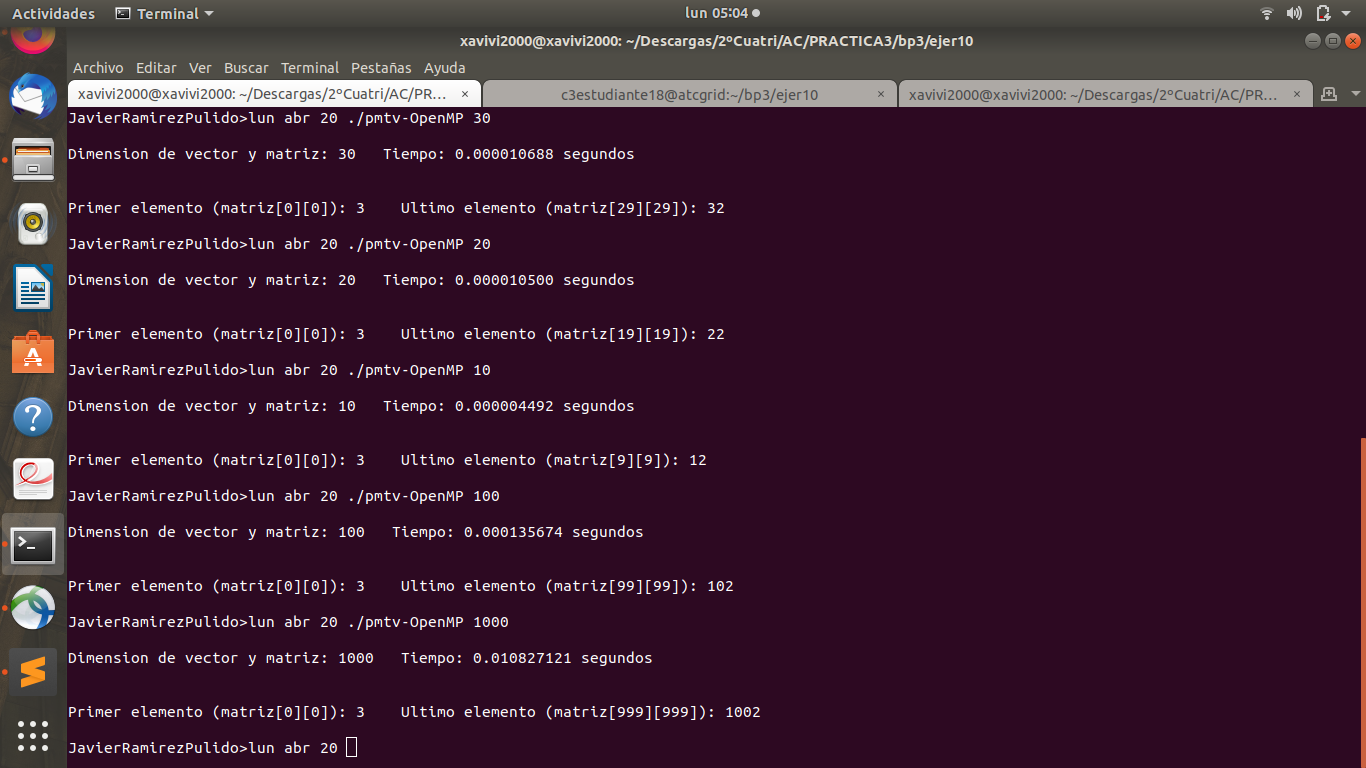 Actividades Terminal lun 05:04
xavivi2000@xavivi2000: ~/Descargas/2ºCuatri/AC/PRACTICA3/bp3/ejer10
Archivo Editar Ver Buscar Terminal Pestañas Ayuda
xavivi2000@xavivi2000: ~/Descargas/2ºCuatri/AC/PR... × c3estudiante18@atcgrid:~/bp3/ejer10 × xavivi2000@xavivi2000: ~/Descargas/2ºCuatri/AC/PR... ×
JavierRamirezPulido>lun abr 20 ./pmtv-OpenMP 30
Dimension de vector y matriz: 30 Tiempo: 0.000010688 segundos
Primer elemento (matriz[0][0]): 3 Ultimo elemento (matriz[29][29]): 32
JavierRamirezPulido>lun abr 20 ./pmtv-OpenMP 20
Dimension de vector y matriz: 20 Tiempo: 0.000010500 segundos
Primer elemento (matriz[0][0]): 3 Ultimo elemento (matriz[19][19]): 22
JavierRamirezPulido>lun abr 20 ./pmtv-OpenMP 10
Dimension de vector y matriz: 10 Tiempo: 0.000004492 segundos
Primer elemento (matriz[0][0]): 3 Ultimo elemento (matriz[9][9]): 12
JavierRamirezPulido>lun abr 20 ./pmtv-OpenMP 100
Dimension de vector y matriz: 100 Tiempo: 0.000135674 segundos
Primer elemento (matriz[0][0]): 3 Ultimo elemento (matriz[99][99]): 102
JavierRamirezPulido>lun abr 20 ./pmtv-OpenMP 1000
Dimension de vector y matriz: 1000 Tiempo: 0.010827121 segundos
Primer elemento (matriz[0][0]): 3 Ultimo elemento (matriz[999][999]): 1002
JavierRamirezPulido>lun abr 20